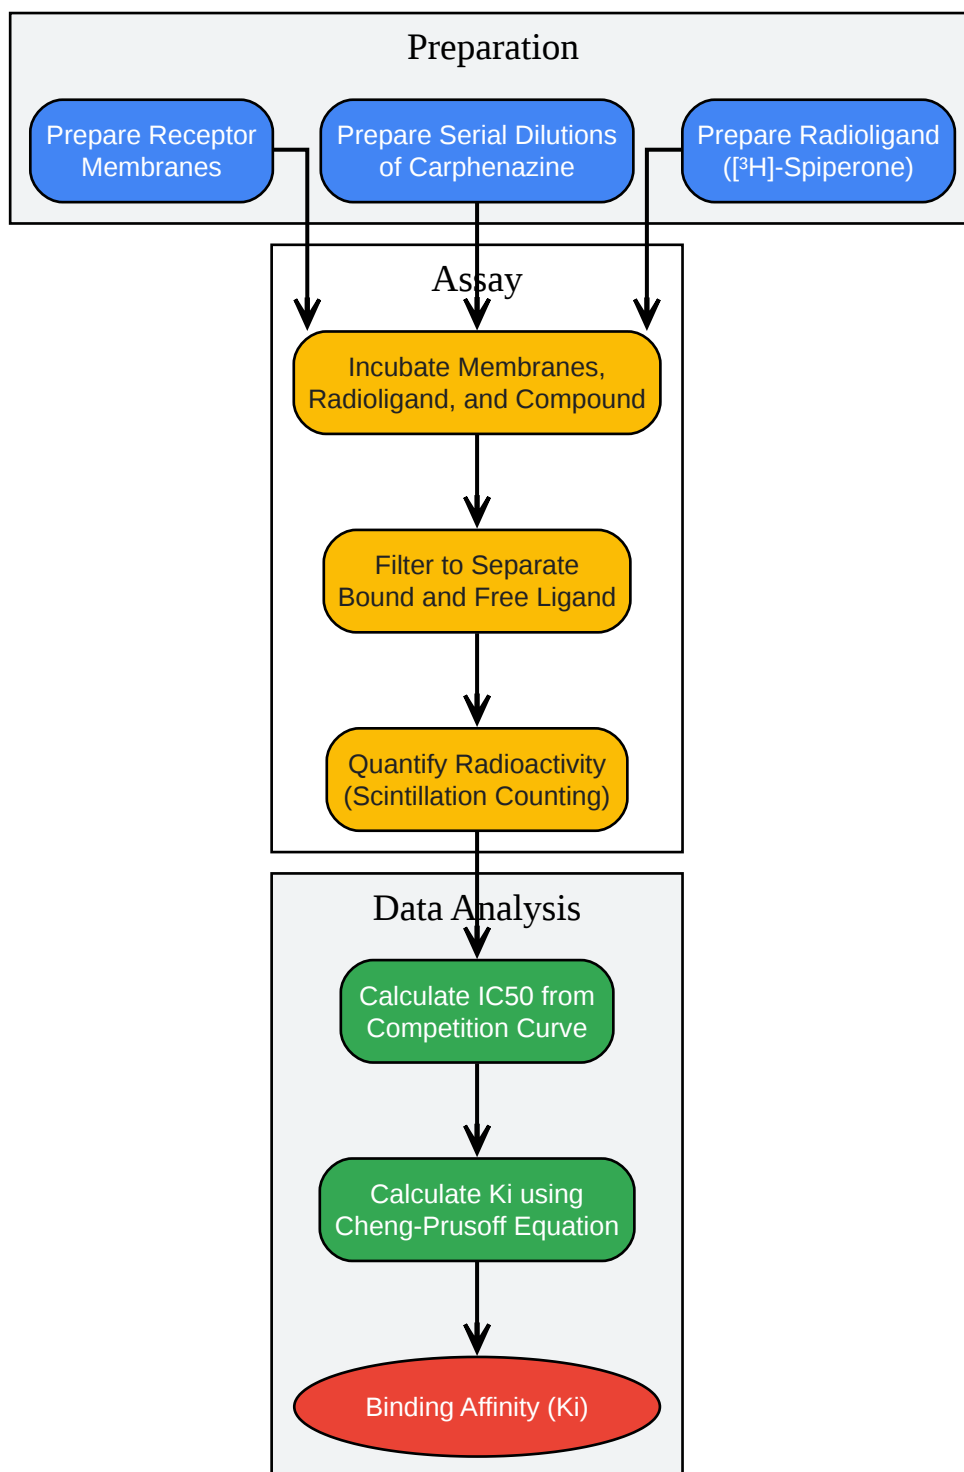 Preparation
Prepare Receptor
Membranes
Prepare Serial Dilutions
of Carphenazine
Prepare Radioligand
([³H]-Spiperone)
Assay
Incubate Membranes,
Radioligand, and Compound
Filter to Separate
Bound and Free Ligand
Quantify Radioactivity
(Scintillation Counting)
Data Analysis
Calculate IC50 from
Competition Curve
Calculate Ki using
Cheng-Prusoff Equation
Binding Affinity (Ki)